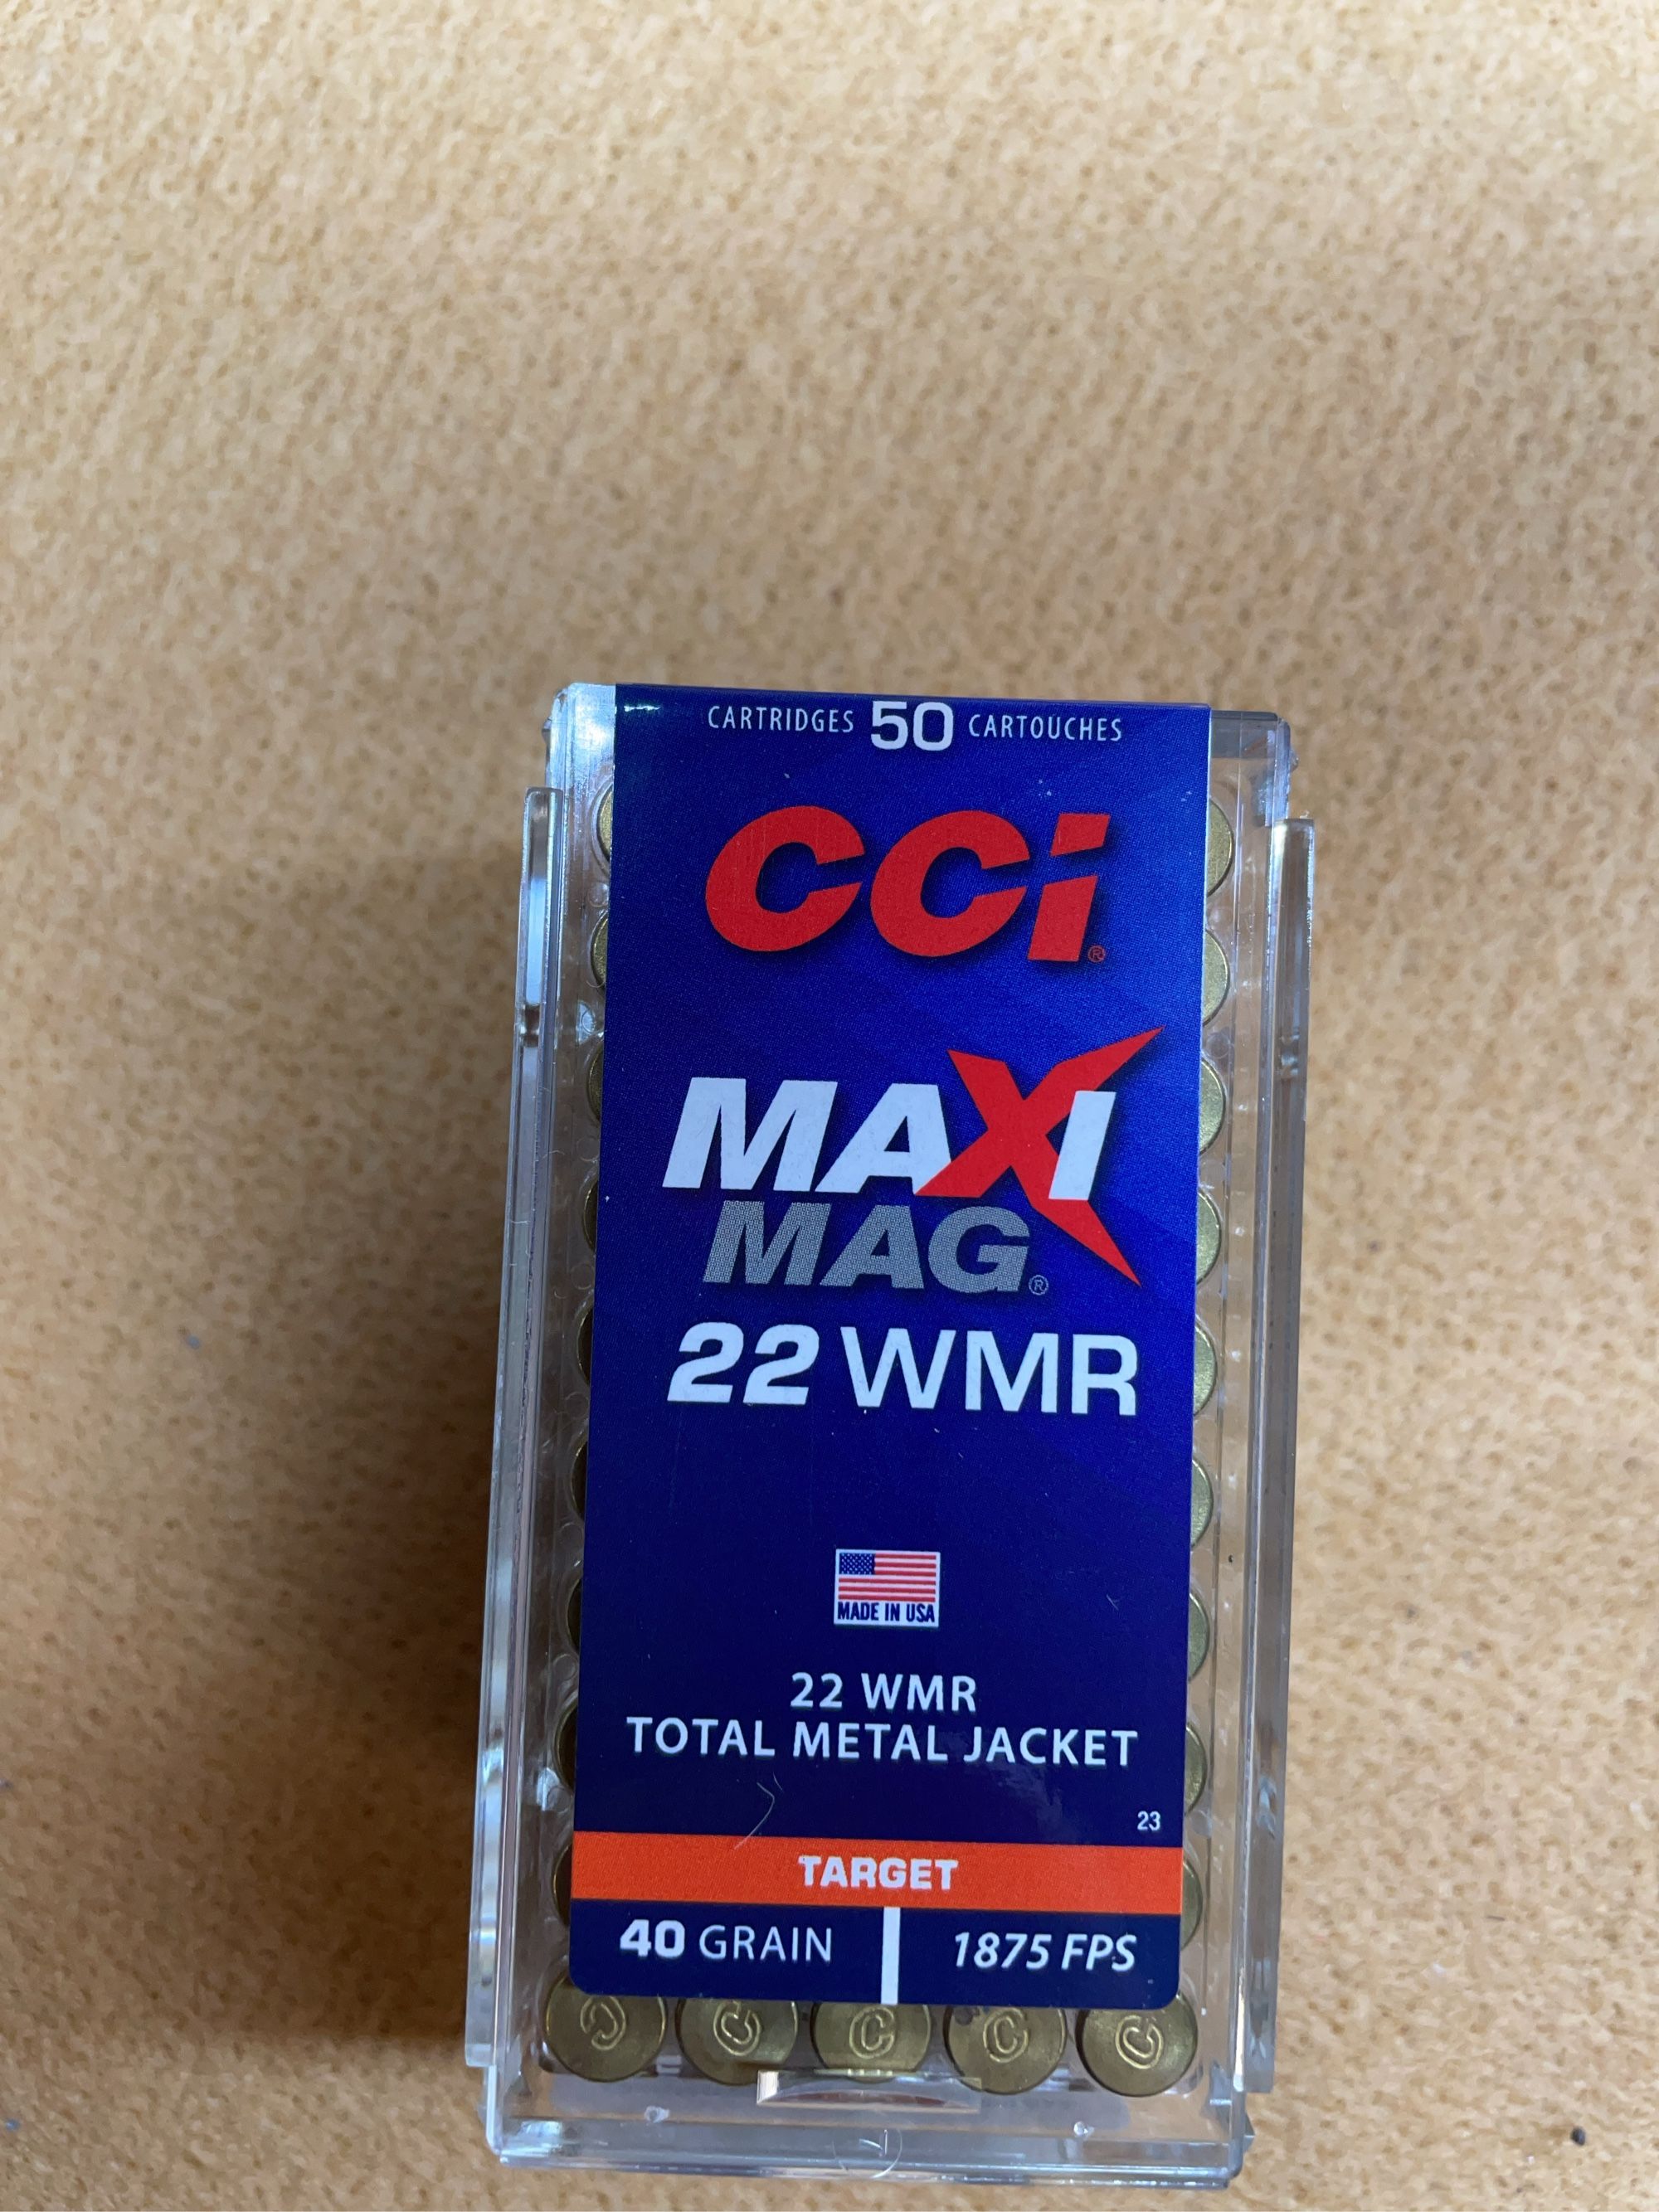 CARTRIDGES 50 CARTOUCHES
CCI®
MAXI
MAG®
22 WMR
MADE IN USA
22 WMR
TOTAL METAL JACKET
23
TARGET
40 GRAIN 1875 FPS
C C C C C